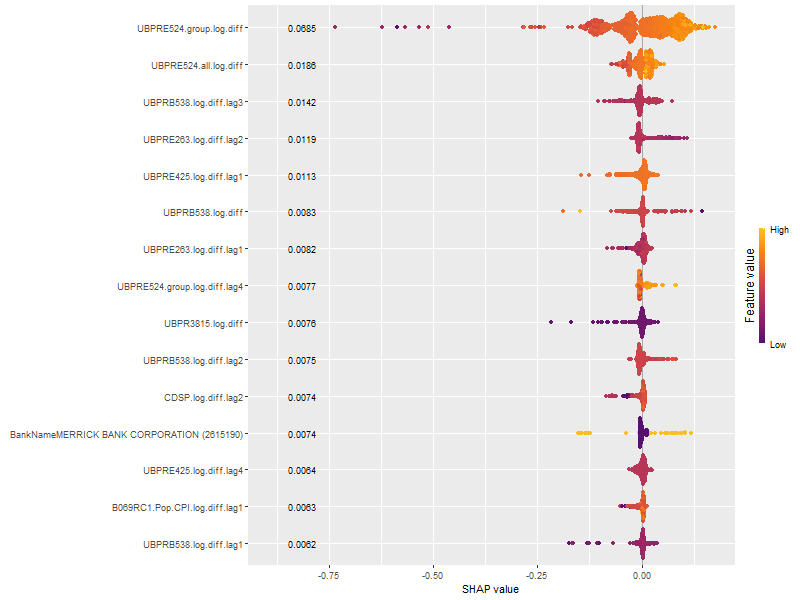 UBPRE524.group.log.diff 0.0685
UBPRE524.all.log.diff 0.0186
UBPRB538.log.diff.lag3 0.0142
UBPRE263.log.diff.lag2 0.0119
UBPRE425.log.diff.lag1 0.0113
UBPRB538.log.diff 0.0083
UBPRE263.log.diff.lag1 0.0082
UBPRE524.group.log.diff.lag4 0.0077
UBPR3815.log.diff 0.0076
UBPRB538.log.diff.lag2 0.0075
CDSP.log.diff.lag2 0.0074
BankNameMERRICK BANK CORPORATION (2615190) 0.0074
UBPRE425.log.diff.lag4 0.0064
B069RC1.Pop.CPI.log.diff.lag1 0.0063
UBPRB538.log.diff.lag1 0.0062
-0.75 -0.50 -0.25 0.00
SHAP value
Feature value
High
Low